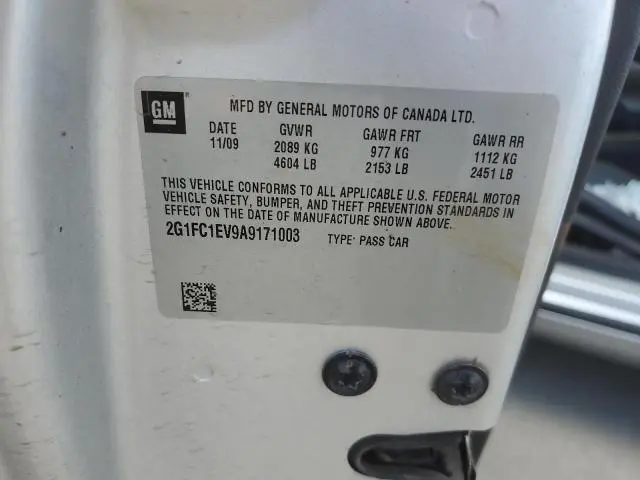 GM
MFD BY GENERAL MOTORS OF CANADA LTD.
DATE GVWR GAWR FRT GAWR RR
11/09 2089 KG 977 KG 1112 KG
4604 LB 2153 LB 2451 LB
THIS VEHICLE CONFORMS TO ALL APPLICABLE U.S. FEDERAL MOTOR
VEHICLE SAFETY, BUMPER, AND THEFT PREVENTION STANDARDS IN
EFFECT ON THE DATE OF MANUFACTURE SHOWN ABOVE.
2G1FC1EV9A9171003 TYPE: PASS CAR